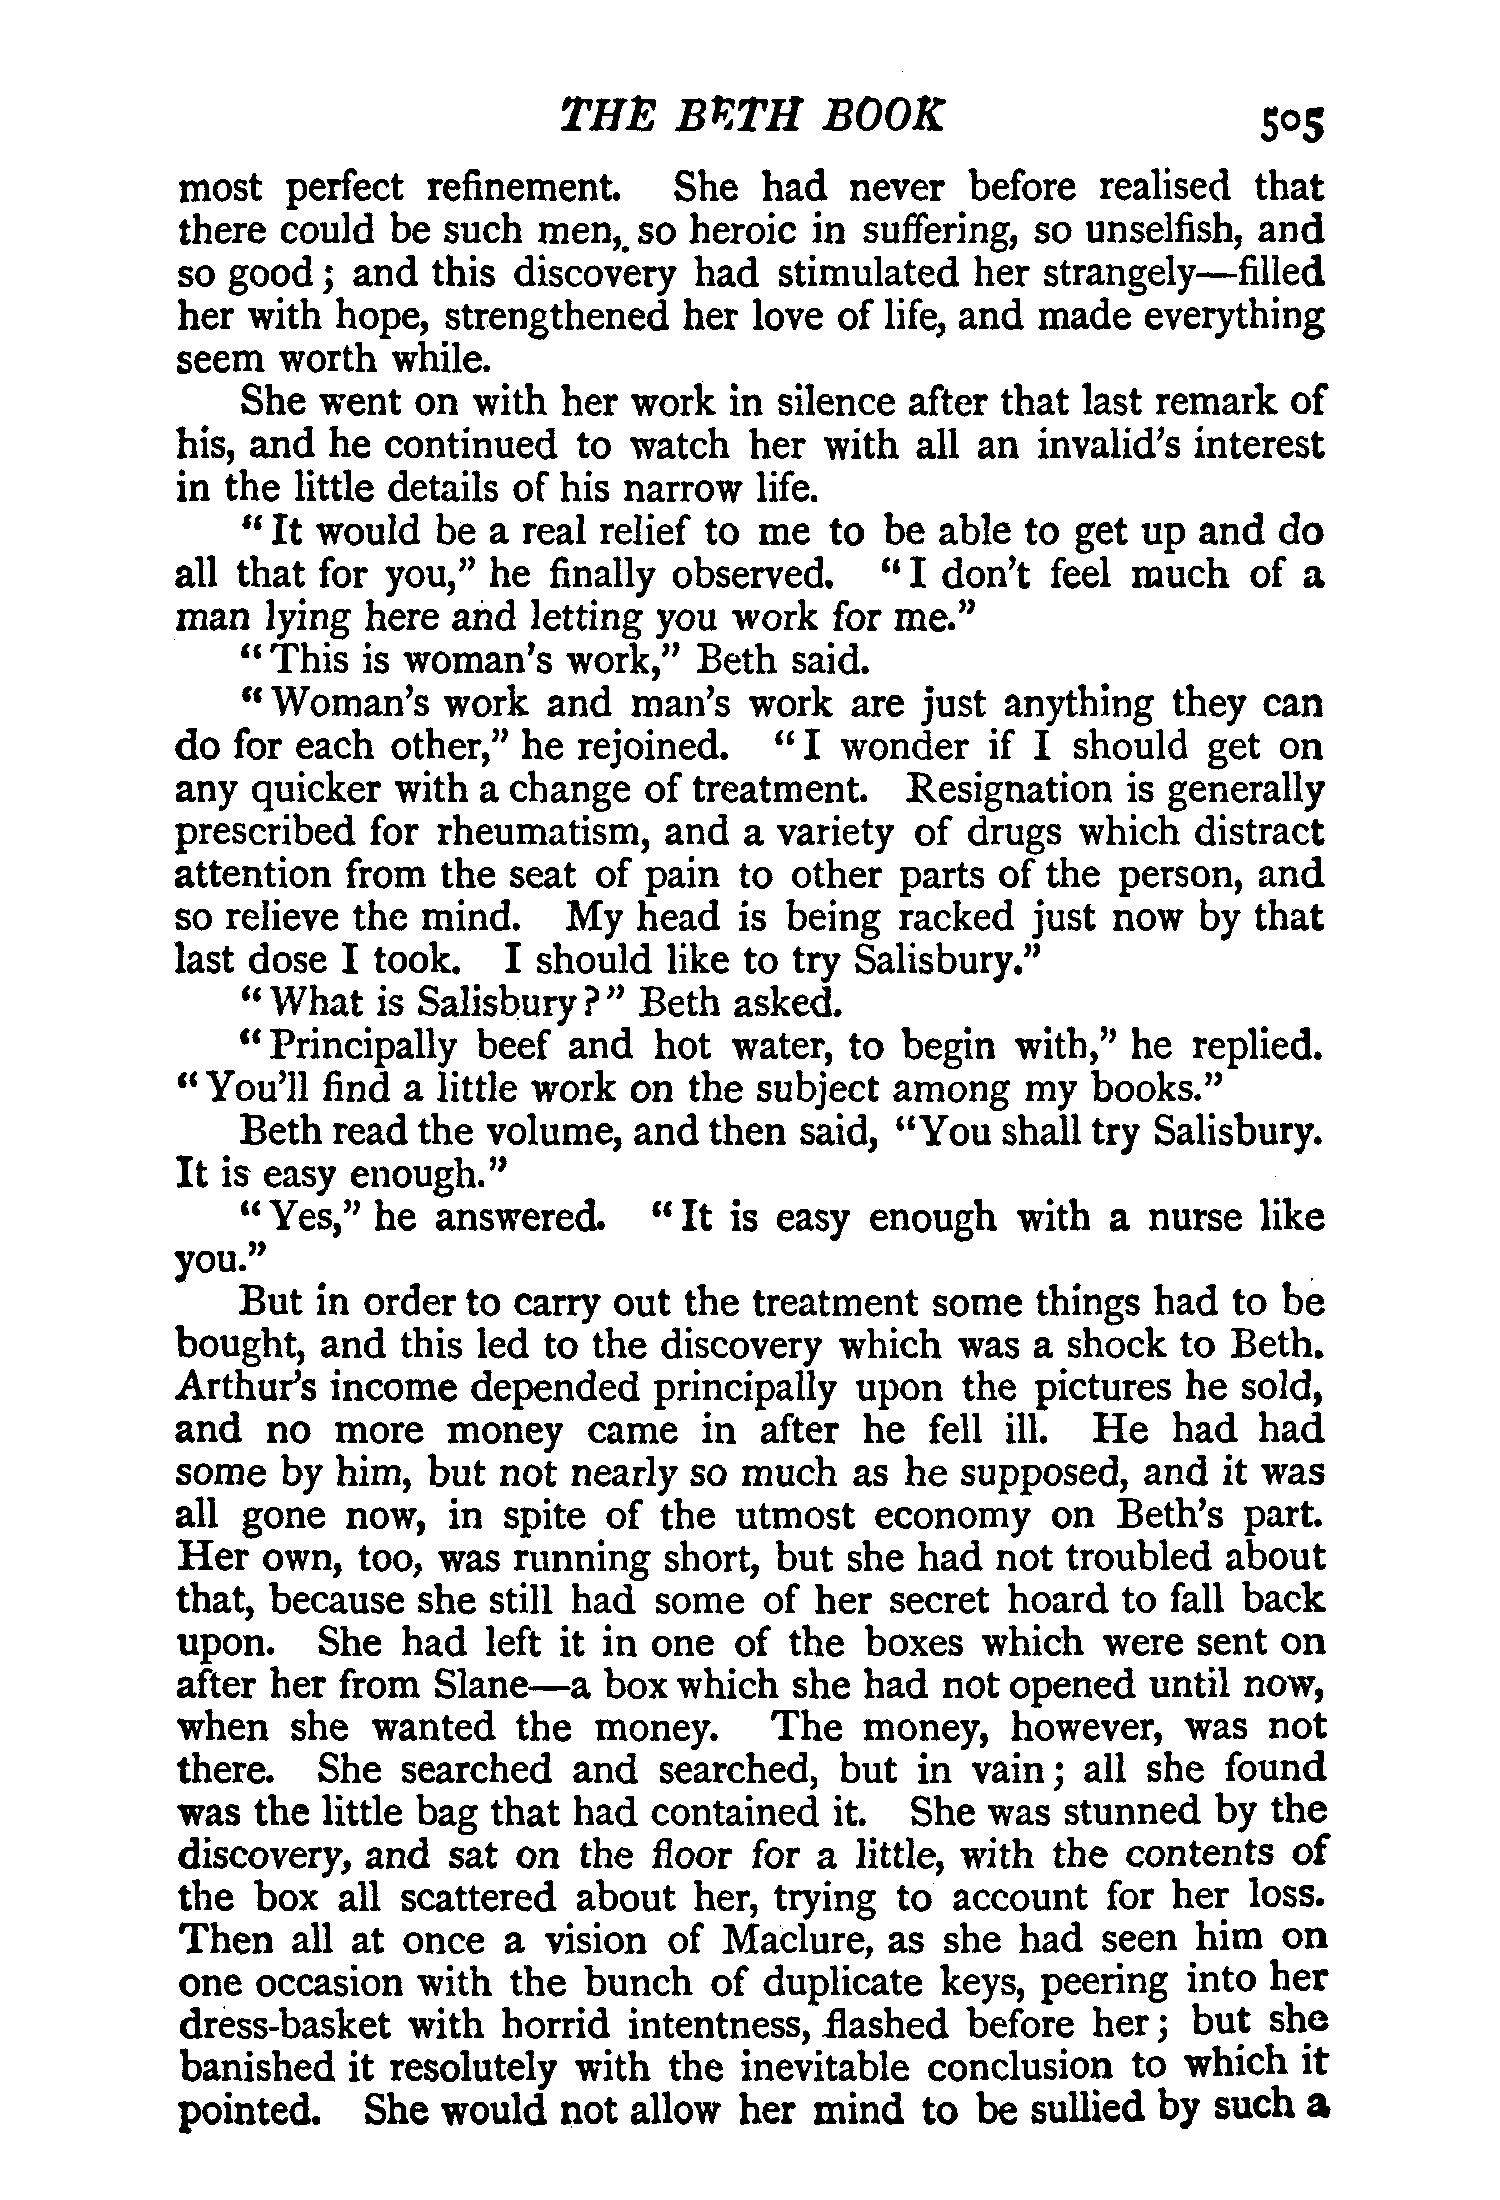 THE BETH BOOK 505
most perfect refinement. She had never before realised that
there could be such men, so heroic in suffering, so unselfish, and
so good; and this discovery had stimulated her strangely—filled
her with hope, strengthened her love of life, and made everything
seem worth while.
She went on with her work in silence after that last remark of
his, and he continued to watch her with all an invalid's interest
in the little details of his narrow life.
"It would be a real relief to me to be able to get up and do
all that for you," he finally observed. "I don't feel much of a
man lying here and letting you work for me."
"This is woman's work," Beth said.
"Woman's work and man's work are just anything they can
do for each other," he rejoined. "I wonder if I should get on
any quicker with a change of treatment. Resignation is generally
prescribed for rheumatism, and a variety of drugs which distract
attention from the seat of pain to other parts of the person, and
so relieve the mind. My head is being racked just now by that
last dose I took. I should like to try Salisbury."
"What is Salisbury?" Beth asked.
"Principally beef and hot water, to begin with," he replied.
"You'll find a little work on the subject among my books."
Beth read the volume, and then said, "You shall try Salisbury.
It is easy enough."
"Yes," he answered. "It is easy enough with a nurse like
you."
But in order to carry out the treatment some things had to be
bought, and this led to the discovery which was a shock to Beth.
Arthur's income depended principally upon the pictures he sold,
and no more money came in after he fell ill. He had had
some by him, but not nearly so much as he supposed, and it was
all gone now, in spite of the utmost economy on Beth's part.
Her own, too, was running short, but she had not troubled about
that, because she still had some of her secret hoard to fall back
upon. She had left it in one of the boxes which were sent on
after her from Slane—a box which she had not opened until now,
when she wanted the money. The money, however, was not
there. She searched and searched, but in vain; all she found
was the little bag that had contained it. She was stunned by the
discovery, and sat on the floor for a little, with the contents of
the box all scattered about her, trying to account for her loss.
Then all at once a vision of Maclure, as she had seen him on
one occasion with the bunch of duplicate keys, peering into her
dress-basket with horrid intentness, flashed before her; but she
banished it resolutely with the inevitable conclusion to which it
pointed. She would not allow her mind to be sullied by such a